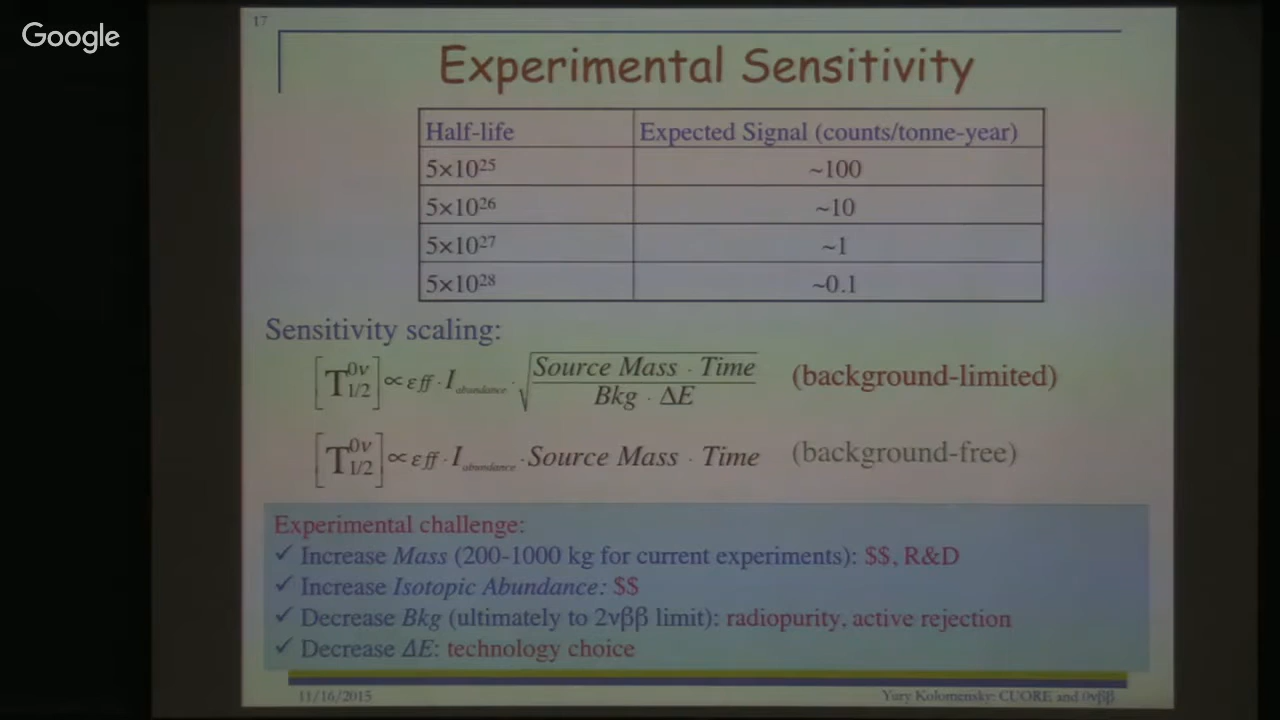 Google
17
Experimental Sensitivity
Half-life Expected Signal (counts/tonne-year)
5×10²⁵ ~100
5×10²⁶ ~10
5×10²⁷ ~1
5×10²⁸ ~0.1
Sensitivity scaling:
[T₁/₂⁰ᵛ] ∝ εff · I_abundance · √(Source Mass · Time / Bkg · ΔE) (background-limited)
[T₁/₂⁰ᵛ] ∝ εff · I_abundance · Source Mass · Time (background-free)
Experimental challenge:
✓ Increase Mass (200-1000 kg for current experiments): $$, R&D
✓ Increase Isotopic Abundance: $$
✓ Decrease Bkg (ultimately to 2νββ limit): radiopurity, active rejection
✓ Decrease ΔE: technology choice
11/16/2015 Yury Kolomensky: CUORE and 0νββ